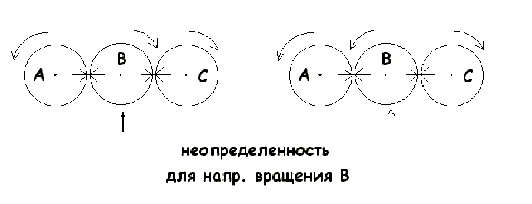 A B C A B C
неопределенность
для напр. вращения В